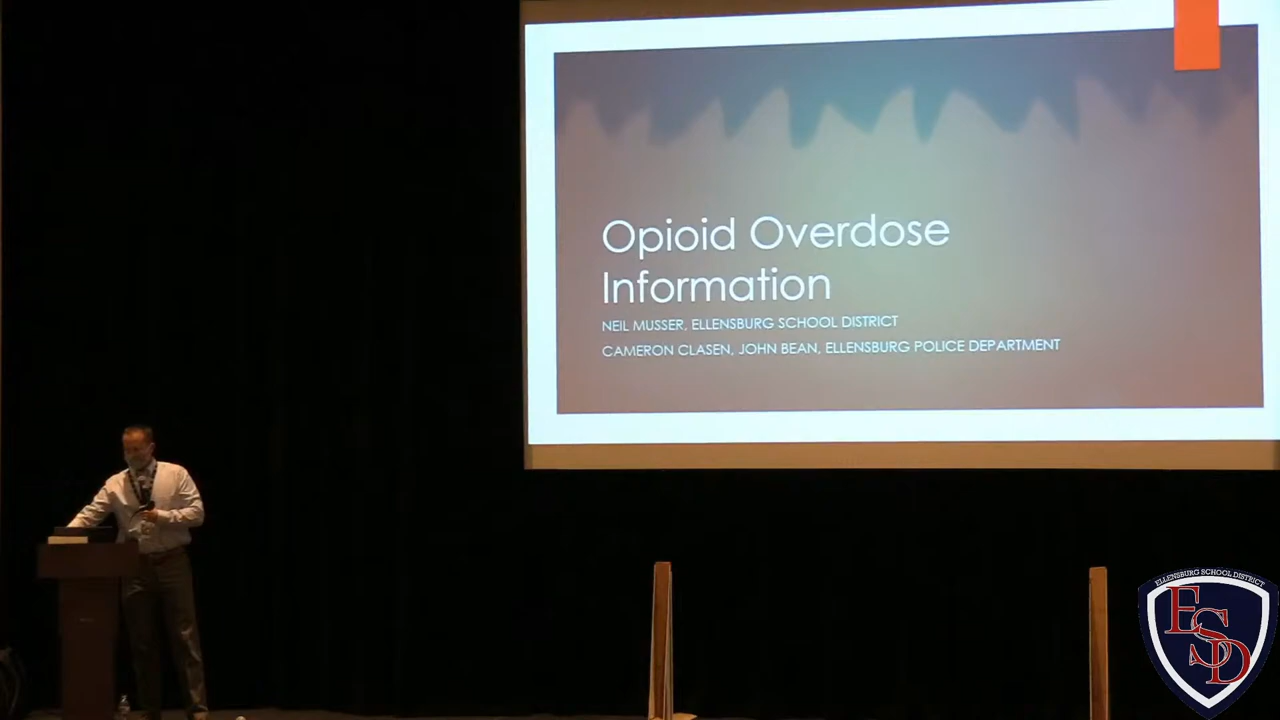 Opioid Overdose
Information
NEIL MUSSER, ELLENSBURG SCHOOL DISTRICT
CAMERON CLASEN, JOHN BEAN, ELLENSBURG POLICE DEPARTMENT
ELLENSBURG SCHOOL DISTRICT
ESD